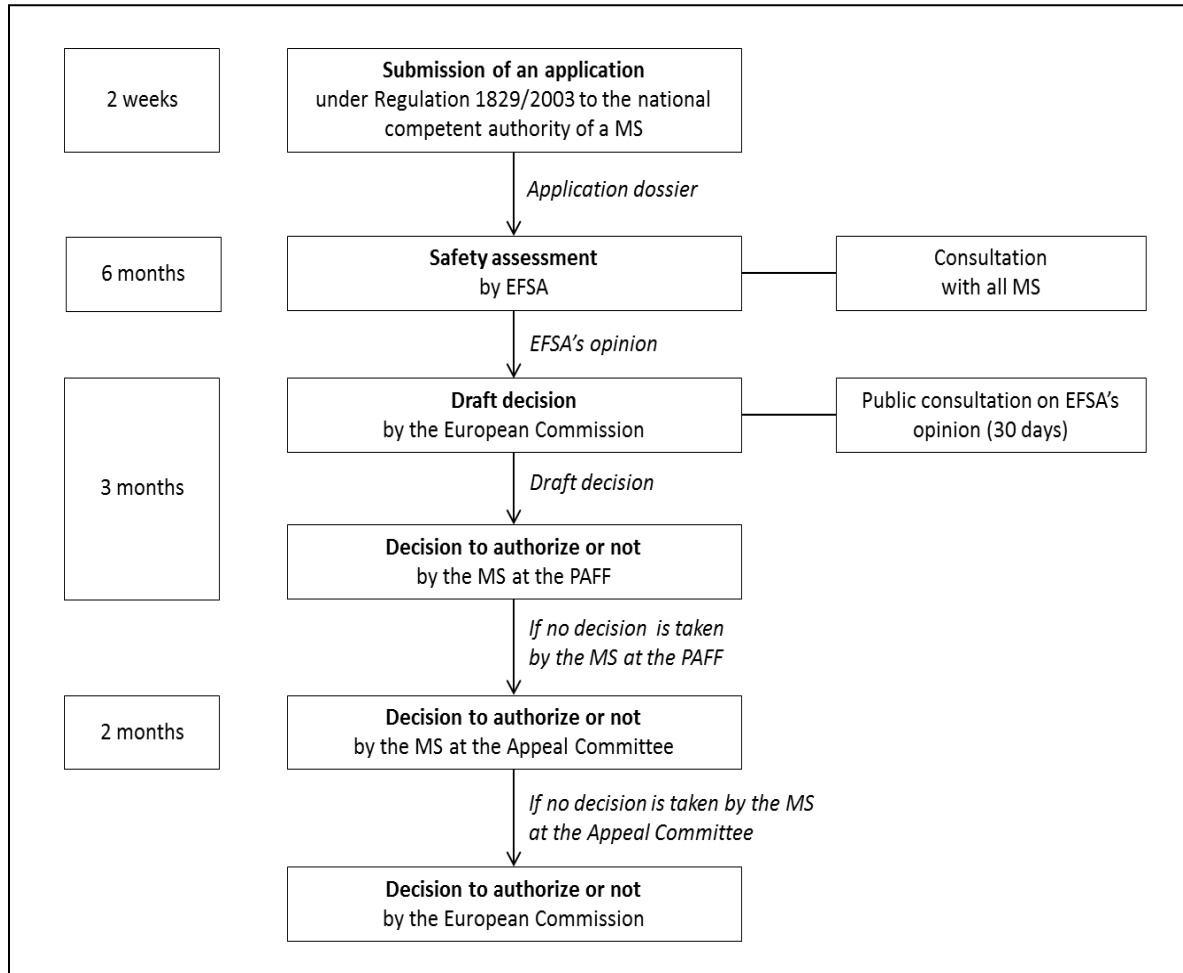 2 weeks
Submission of an application
under Regulation 1829/2003 to the national
competent authority of a MS
Application dossier
6 months
Safety assessment
by EFSA
Consultation
with all MS
EFSA’s opinion
3 months
Draft decision
by the European Commission
Public consultation on EFSA’s
opinion (30 days)
Draft decision
Decision to authorize or not
by the MS at the PAFF
If no decision is taken
by the MS at the PAFF
2 months
Decision to authorize or not
by the MS at the Appeal Committee
If no decision is taken by the MS
at the Appeal Committee
Decision to authorize or not
by the European Commission